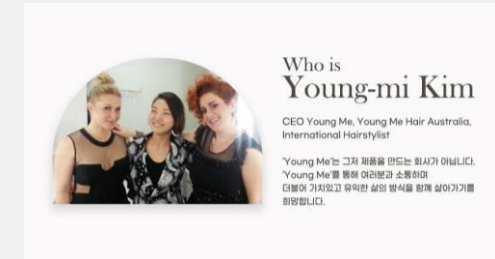 Who is
Young-mi Kim
CEO Young Me, Young Me Hair Australia,
International Hairstylist
'Young Me'는 그저 제품을 만드는 회사가 아닙니다.
'Young Me'를 통해 여러분과 소통하며
더불어 가치있고 유익한 삶의 방식을 함께 살아가기를
희망합니다.